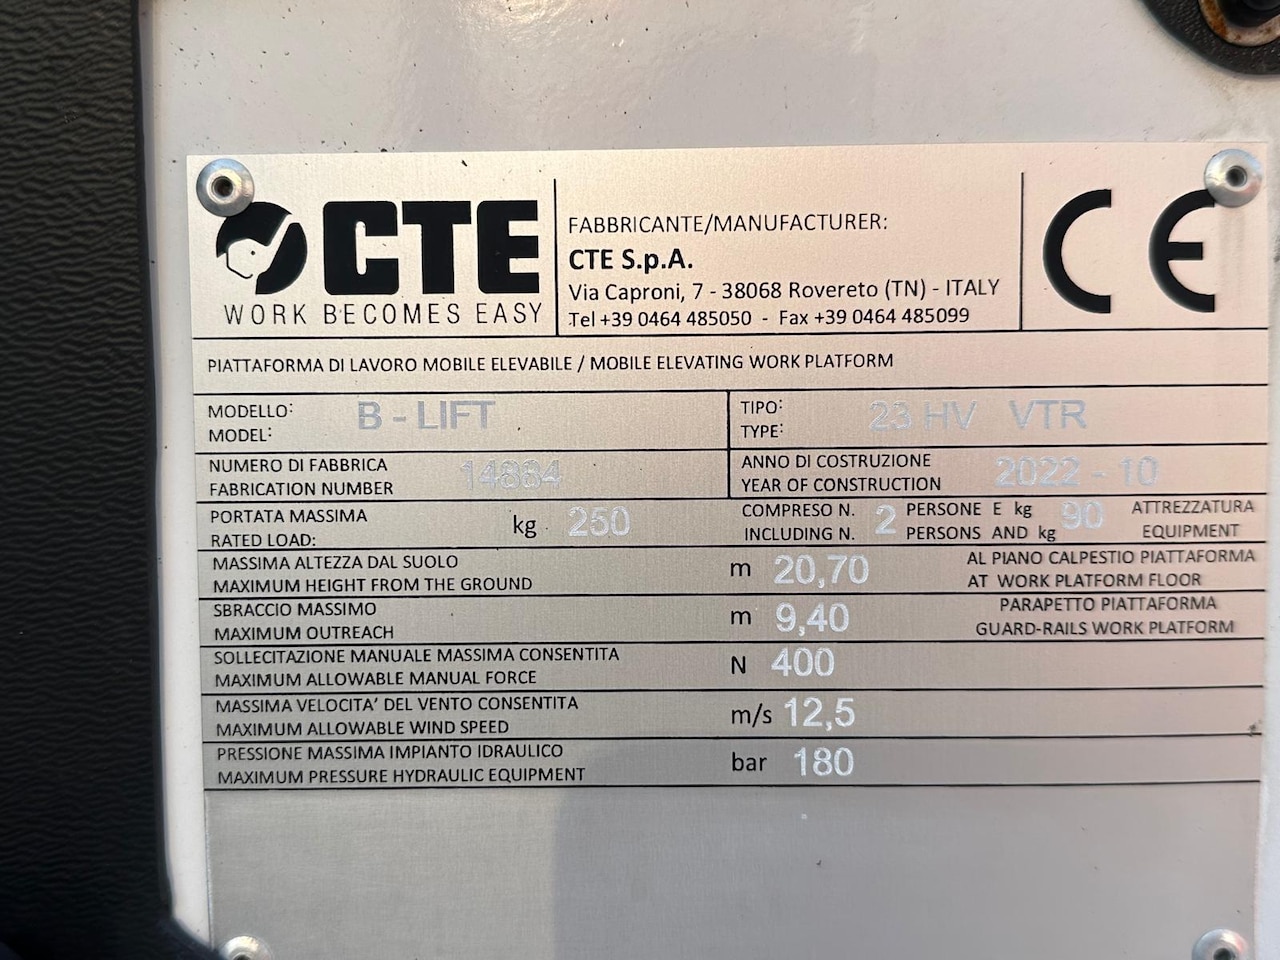 CTE
WORK BECOMES EASY
FABBRICANTE/MANUFACTURER:
CTE S.p.A.
Via Caproni, 7 - 38068 Rovereto (TN) - ITALY
Tel +39 0464 485050 - Fax +39 0464 485099
CE
PIATTAFORMA DI LAVORO MOBILE ELEVABILE / MOBILE ELEVATING WORK PLATFORM
MODELLO:
MODEL:
B - LIFT
TIPO:
TYPE:
23 HV VTR
NUMERO DI FABBRICA
FABRICATION NUMBER
14884
ANNO DI COSTRUZIONE
YEAR OF CONSTRUCTION
2022 - 10
PORTATA MASSIMA
RATED LOAD:
kg 250
COMPRESO N. 2 PERSONE E kg 90 ATTREZZATURA
INCLUDING N. PERSONS AND kg EQUIPMENT
MASSIMA ALTEZZA DAL SUOLO
MAXIMUM HEIGHT FROM THE GROUND
m 20,70
AL PIANO CALPESTIO PIATTAFORMA
AT WORK PLATFORM FLOOR
SBRACCIO MASSIMO
MAXIMUM OUTREACH
m 9,40
PARAPETTO PIATTAFORMA
GUARD-RAILS WORK PLATFORM
SOLLECITAZIONE MANUALE MASSIMA CONSENTITA
MAXIMUM ALLOWABLE MANUAL FORCE
N 400
MASSIMA VELOCITA' DEL VENTO CONSENTITA
MAXIMUM ALLOWABLE WIND SPEED
m/s 12,5
PRESSIONE MASSIMA IMPIANTO IDRAULICO
MAXIMUM PRESSURE HYDRAULIC EQUIPMENT
bar 180